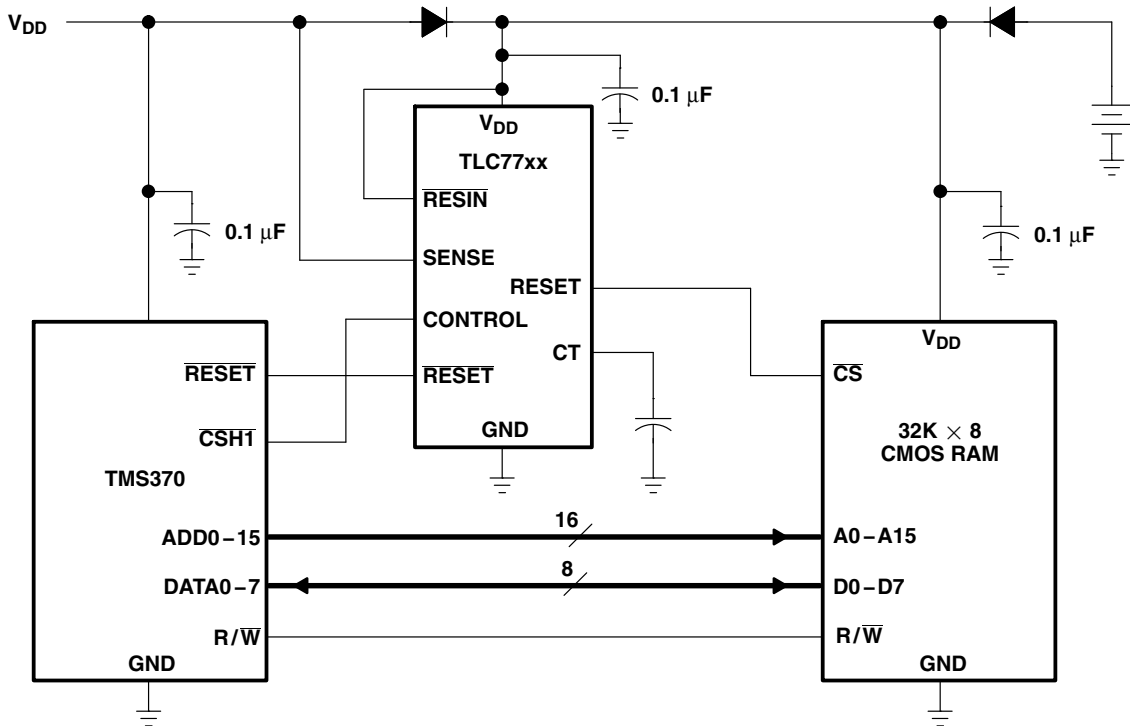 VDD
0.1 μF
VDD
TLC77xx
RESIN
0.1 μF
0.1 μF
SENSE
RESET
CONTROL
VDD
CT
RESET
RESET
CS
CSH1
GND
32K × 8
CMOS RAM
TMS370
16
ADD0–15
A0–A15
8
DATA0–7
D0–D7
R/W
R/W
GND
GND